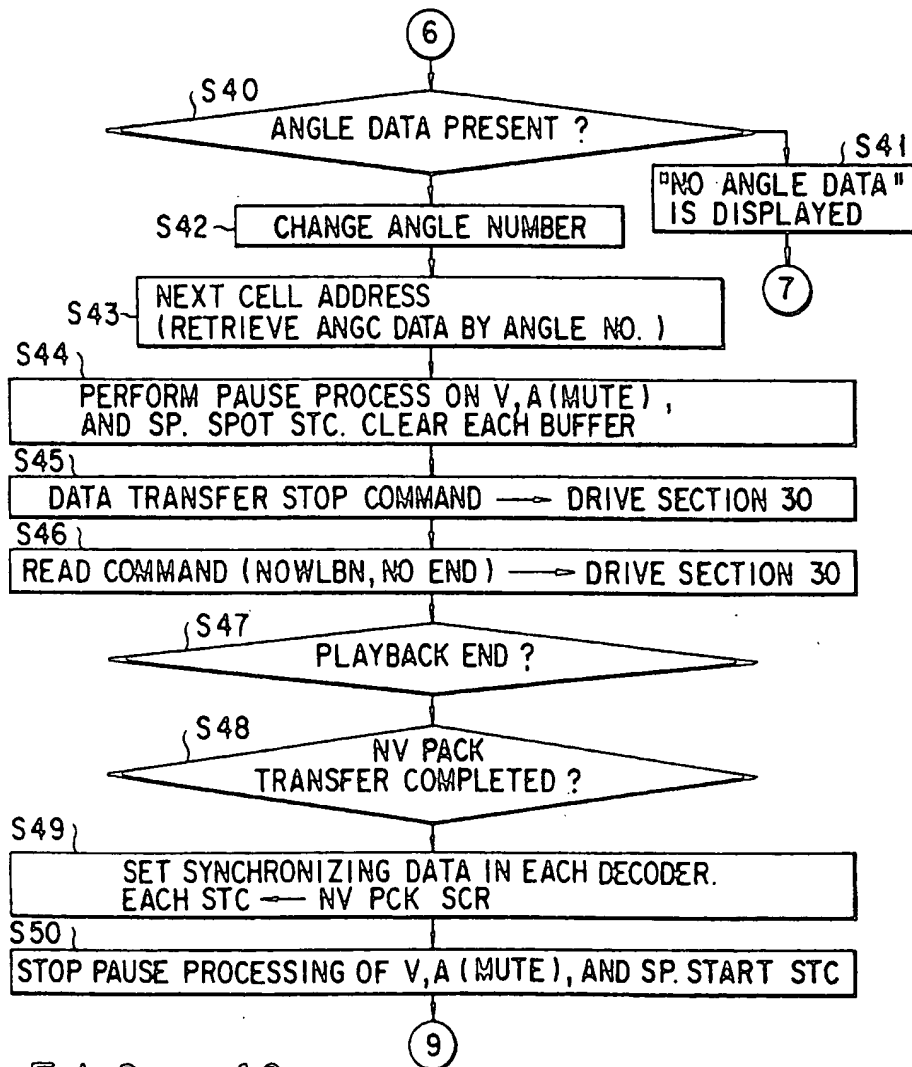 6
S40
ANGLE DATA PRESENT ?
S41
"NO ANGLE DATA"
IS DISPLAYED
7
S42
CHANGE ANGLE NUMBER
S43
NEXT CELL ADDRESS
(RETRIEVE ANGC DATA BY ANGLE NO. )
S44
PERFORM PAUSE PROCESS ON V,A(MUTE) ,
AND SP. SPOT STC. CLEAR EACH BUFFER
S45
DATA TRANSFER STOP COMMAND → DRIVE SECTION 30
S46
READ COMMAND (NOWLBN, NO END) → DRIVE SECTION 30
S47
PLAYBACK END ?
S48
NV PACK
TRANSFER COMPLETED ?
S49
SET SYNCHRONIZING DATA IN EACH DECODER.
EACH STC ← NV PCK SCR
S50
STOP PAUSE PROCESSING OF V,A (MUTE), AND SP. START STC
9